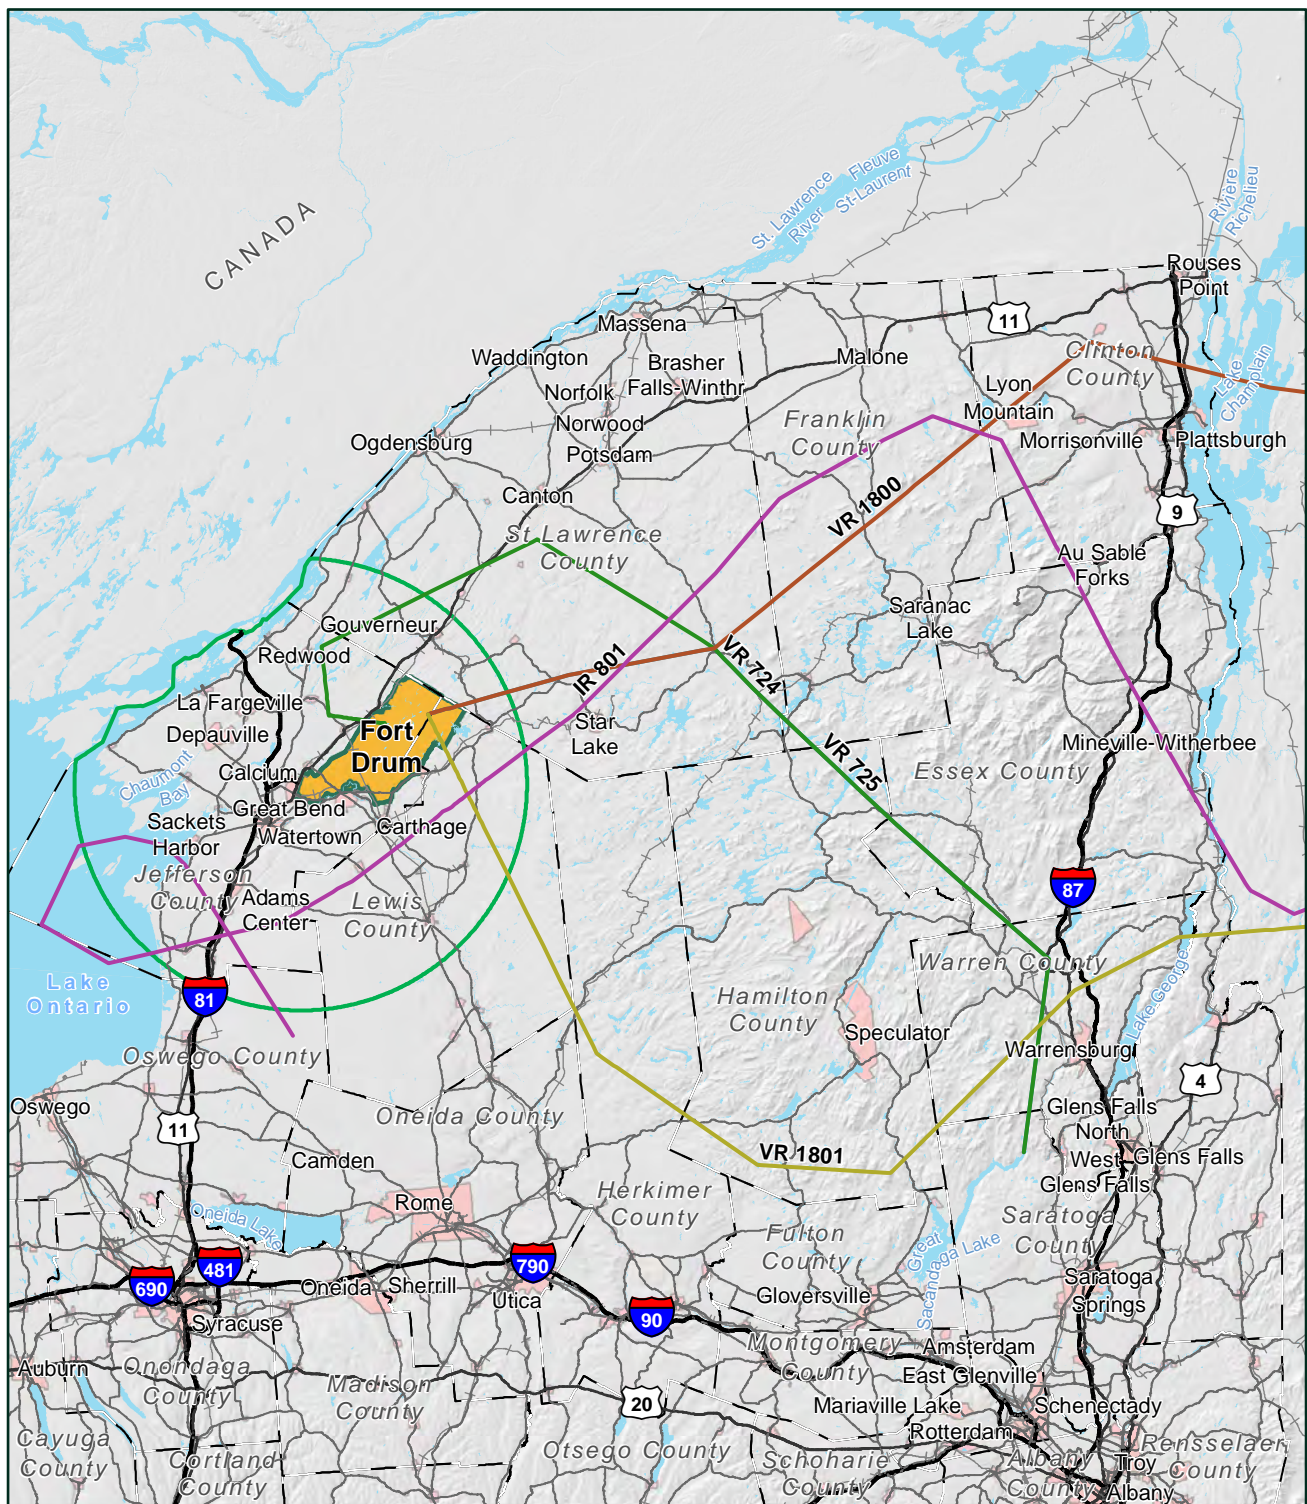 CANADA
St. Lawrence
River
Fleuve
St-Laurent
Rivière
Richelieu
Rouses
Point
11
Massena
Waddington
Brasher
Falls-Winthr
Malone
Clinton
County
Lake
Champlain
Norfolk
Lyon
Mountain
Norwood
Franklin
County
Ogdensburg
Potsdam
Morrisonville
Plattsburgh
Canton
VR 1800
9
St Lawrence
County
Au Sable
Forks
Saranac
Lake
Gouverneur
Redwood
IR 801
VR 724
La Fargeville
Depauville
Fort
Drum
Star
Lake
VR 725
Mineville-Witherbee
Essex County
Chaumont
Bay
Calcium
Great Bend
Sackets
Harbor
Watertown
Carthage
Jefferson
County
87
Adams
Center
Lewis
County
Warren County
Lake
Ontario
81
Hamilton
County
Lake George
Speculator
Oswego County
Warrensburg
4
Oswego
Oneida County
Glens Falls
North
11
Camden
VR 1801
West
Glens Falls
Glens Falls
Rome
Herkimer
County
Oneida Lake
Fulton
County
Great
Sacandaga Lake
Saratoga
County
481
790
690
Oneida
Sherrill
Utica
Gloversville
Saratoga
Springs
90
Syracuse
Montgomery
County
Amsterdam
Auburn
Onondaga
County
East Glenville
Madison
County
20
Mariaville Lake
Schenectady
Rotterdam
Cayuga
County
Cortland
County
Otsego County
Schoharie
County
Albany
County
Rensselaer
County
Troy
Albany